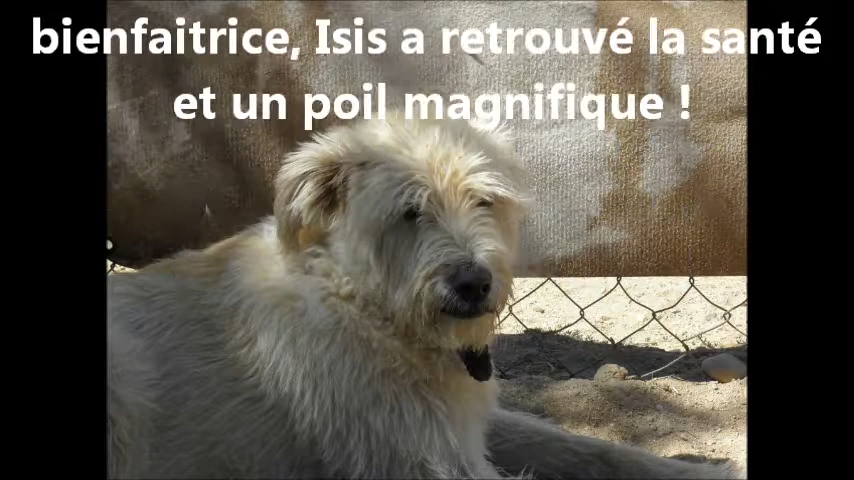 bienfaitrice, Isis a retrouvé la santé
et un poil magnifique !